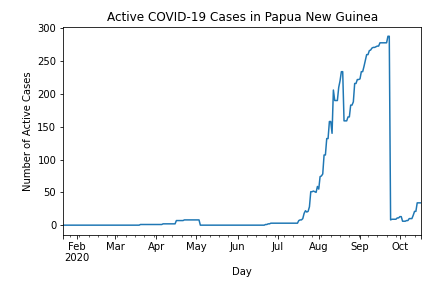 Active COVID-19 Cases in Papua New Guinea
Number of Active Cases
300
250
200
150
100
50
0
Feb
2020
Mar
Apr
May
Jun
Jul
Aug
Sep
Oct
Day